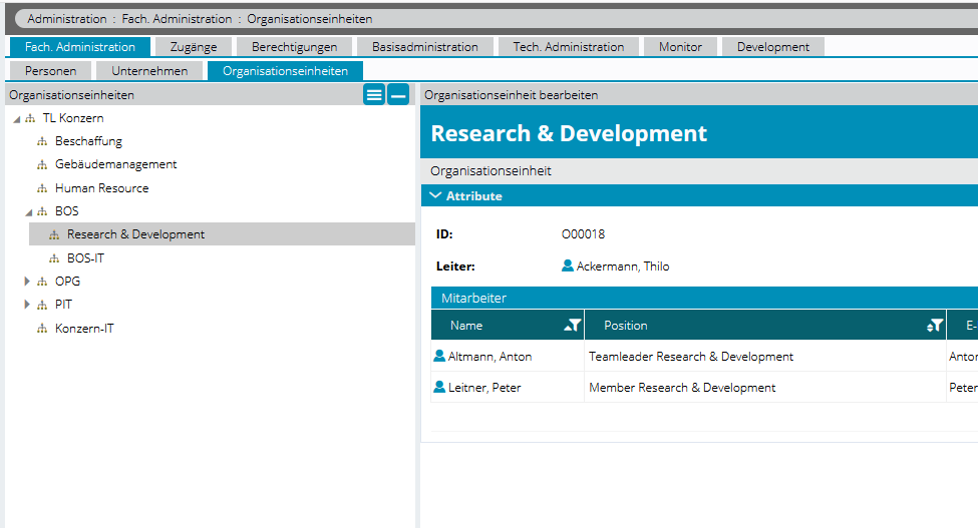 Administration : Fach. Administration : Organisationseinheiten
Fach. Administration Zugänge Berechtigungen Basisadministration Tech. Administration Monitor Development
Personen Unternehmen Organisationseinheiten
Organisationseinheiten
TL Konzern
Beschaffung
Gebäudemanagement
Human Resource
BOS
Research & Development
BOS-IT
OPG
PIT
Konzern-IT
Organisationseinheit bearbeiten
Research & Development
Organisationseinheit
Attribute
ID: O00018
Leiter: Ackermann, Thilo
Mitarbeiter
Name Position E-
Altmann, Anton Teamleader Research & Development Anton
Leitner, Peter Member Research & Development Peter